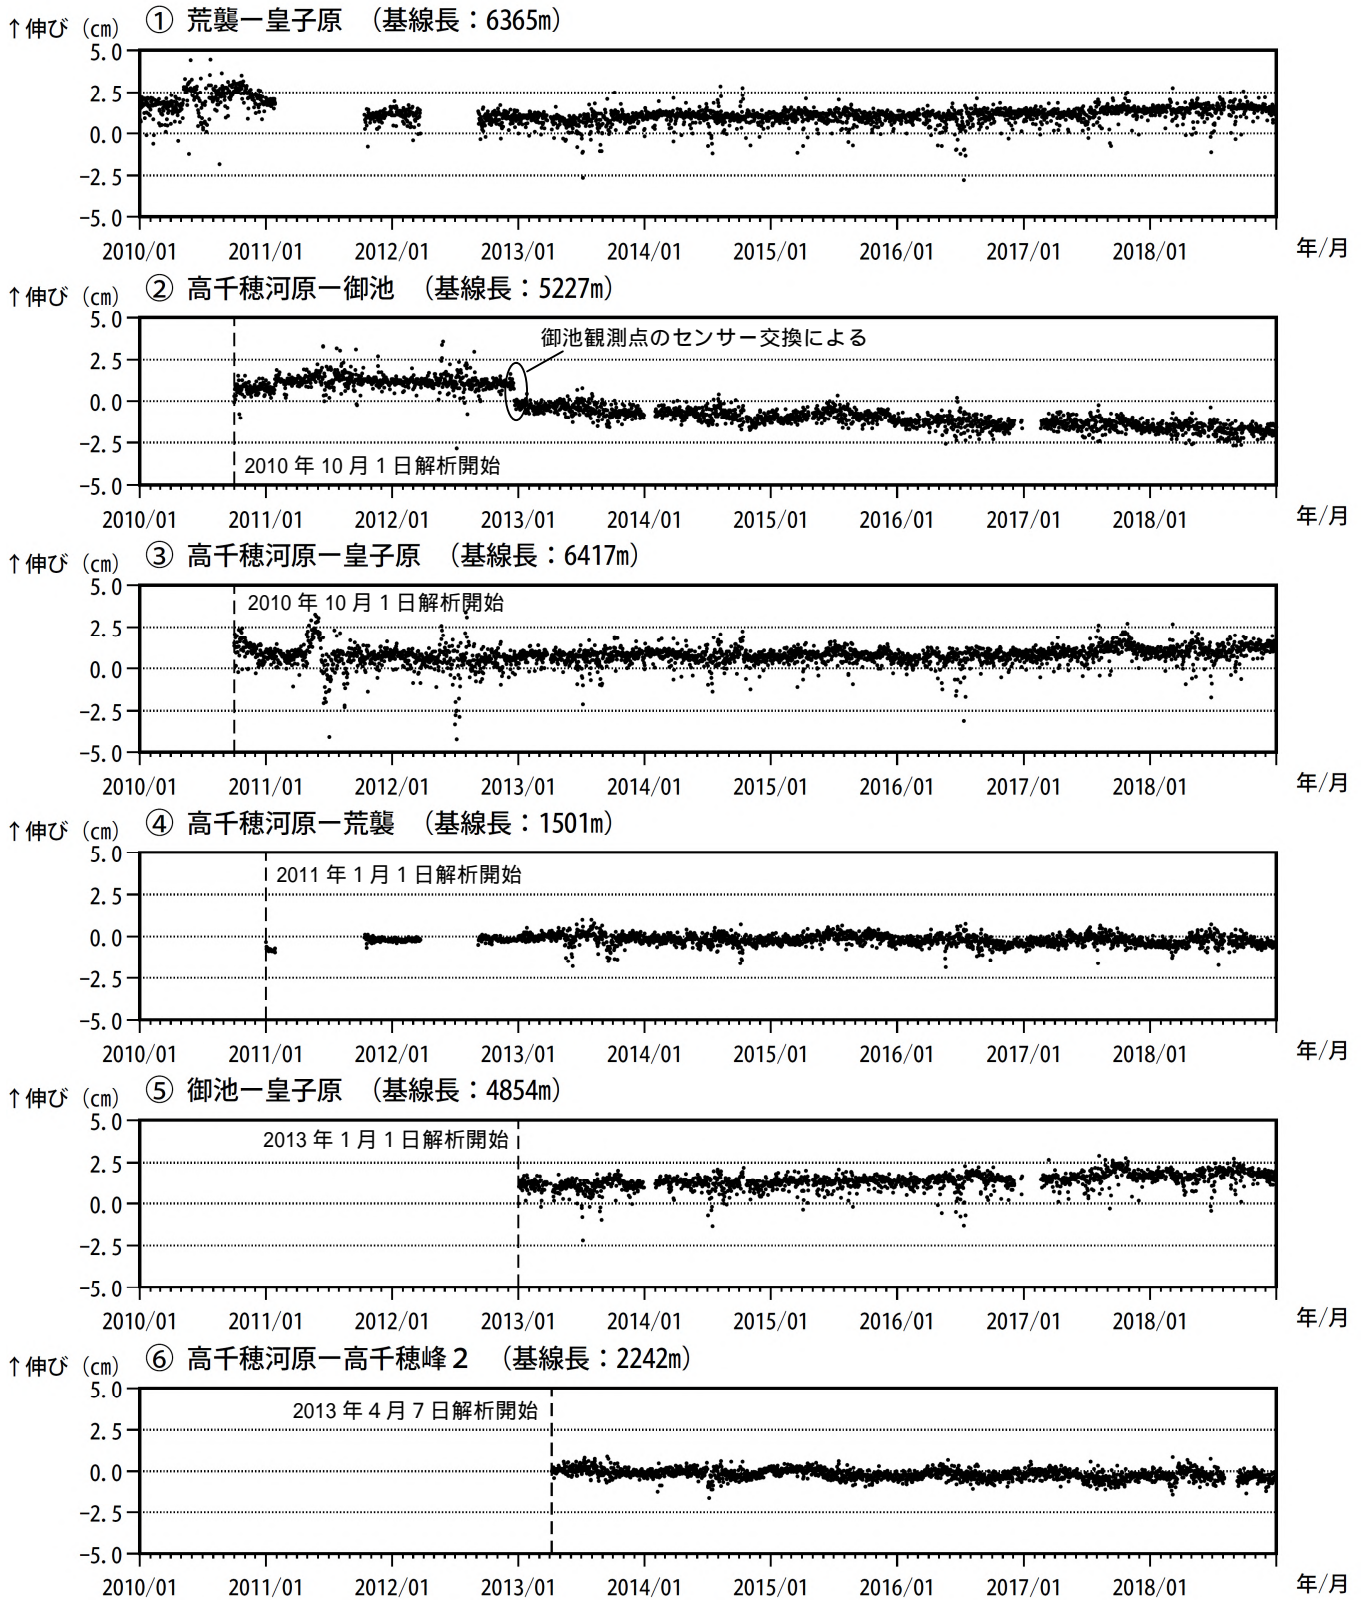 ↑伸び（㎝） ① 荒襲ー皇子原 （基線長：6365m）
5.0
2.5
0.0
−2.5
−5.0
2010/01 2011/01 2012/01 2013/01 2014/01 2015/01 2016/01 2017/01 2018/01 年/月
↑伸び（㎝） ② 高千穂河原ー御池 （基線長：5227m）
5.0
御池観測点のセンサー交換による
2.5
0.0
−2.5
2010 年 10 月 1 日解析開始
−5.0
2010/01 2011/01 2012/01 2013/01 2014/01 2015/01 2016/01 2017/01 2018/01 年/月
↑伸び（㎝） ③ 高千穂河原ー皇子原 （基線長：6417m）
5.0
2010 年 10 月 1 日解析開始
2.5
0.0
−2.5
−5.0
2010/01 2011/01 2012/01 2013/01 2014/01 2015/01 2016/01 2017/01 2018/01 年/月
↑伸び（㎝） ④ 高千穂河原ー荒襲 （基線長：1501m）
5.0
2011 年 1 月 1 日解析開始
2.5
0.0
−2.5
−5.0
2010/01 2011/01 2012/01 2013/01 2014/01 2015/01 2016/01 2017/01 2018/01 年/月
↑伸び（㎝） ⑤ 御池ー皇子原 （基線長：4854m）
5.0
2013 年 1 月 1 日解析開始
2.5
0.0
−2.5
−5.0
2010/01 2011/01 2012/01 2013/01 2014/01 2015/01 2016/01 2017/01 2018/01 年/月
↑伸び（㎝） ⑥ 高千穂河原ー高千穂峰２ （基線長：2242m）
5.0
2013 年 4 月 7 日解析開始
2.5
0.0
−2.5
−5.0
2010/01 2011/01 2012/01 2013/01 2014/01 2015/01 2016/01 2017/01 2018/01 年/月